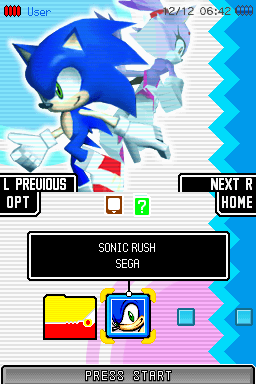 User
12/12 06:42
L PREVIOUS
NEXT R
OPT
?
HOME
SONIC RUSH
SEGA
PRESS START